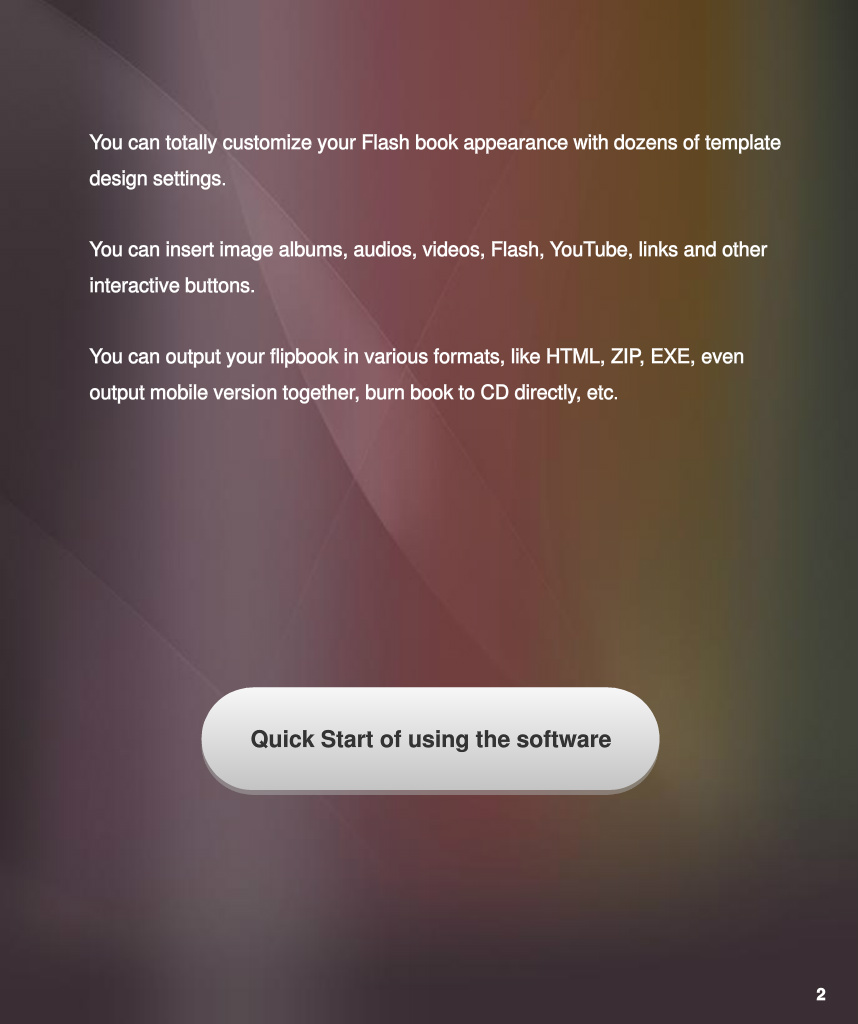 You can totally customize your Flash book appearance with dozens of template
design settings.
You can insert image albums, audios, videos, Flash, YouTube, links and other
interactive buttons.
You can output your flipbook in various formats, like HTML, ZIP, EXE, even
output mobile version together, burn book to CD directly, etc.
Quick Start of using the software
2